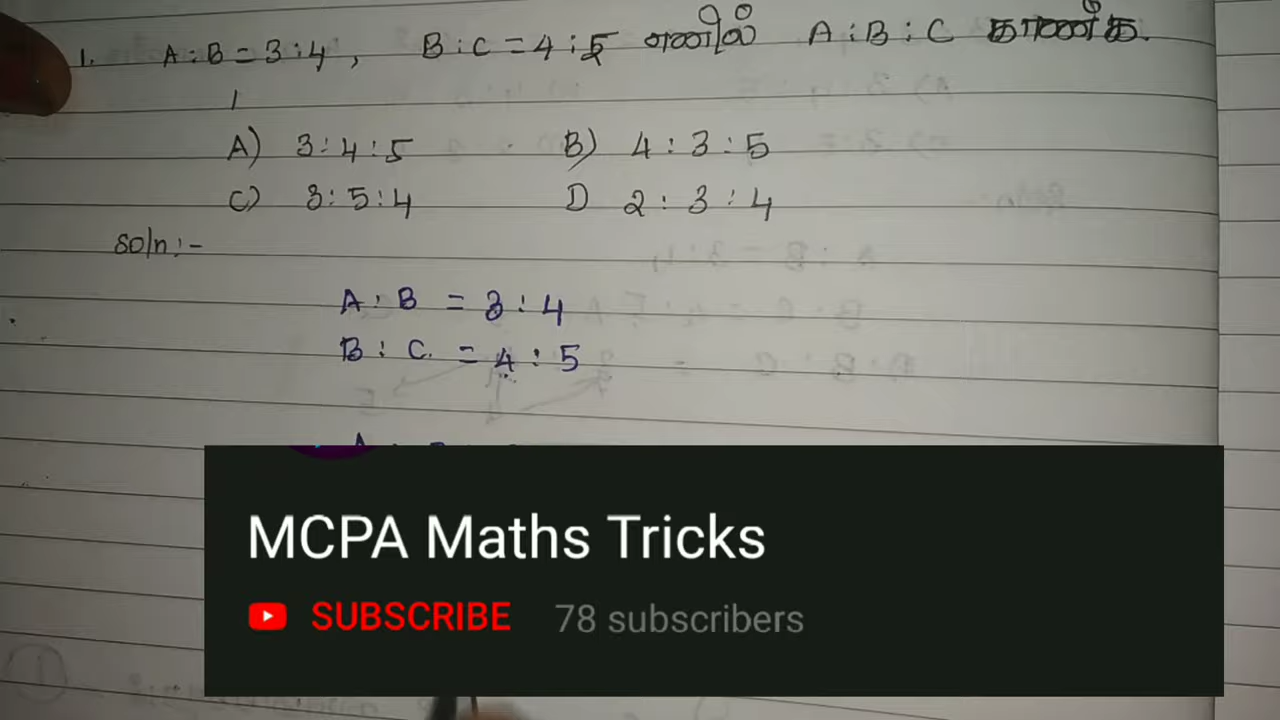 1. A:B = 3:4, B:C = 4:5 எனில் A:B:C காண்க.
A) 3:4:5 B) 4:3:5
C) 3:5:4 D 2:3:4
Soln:-
A:B = 3:4
B:C. = 4:5
MCPA Maths Tricks
SUBSCRIBE 78 subscribers